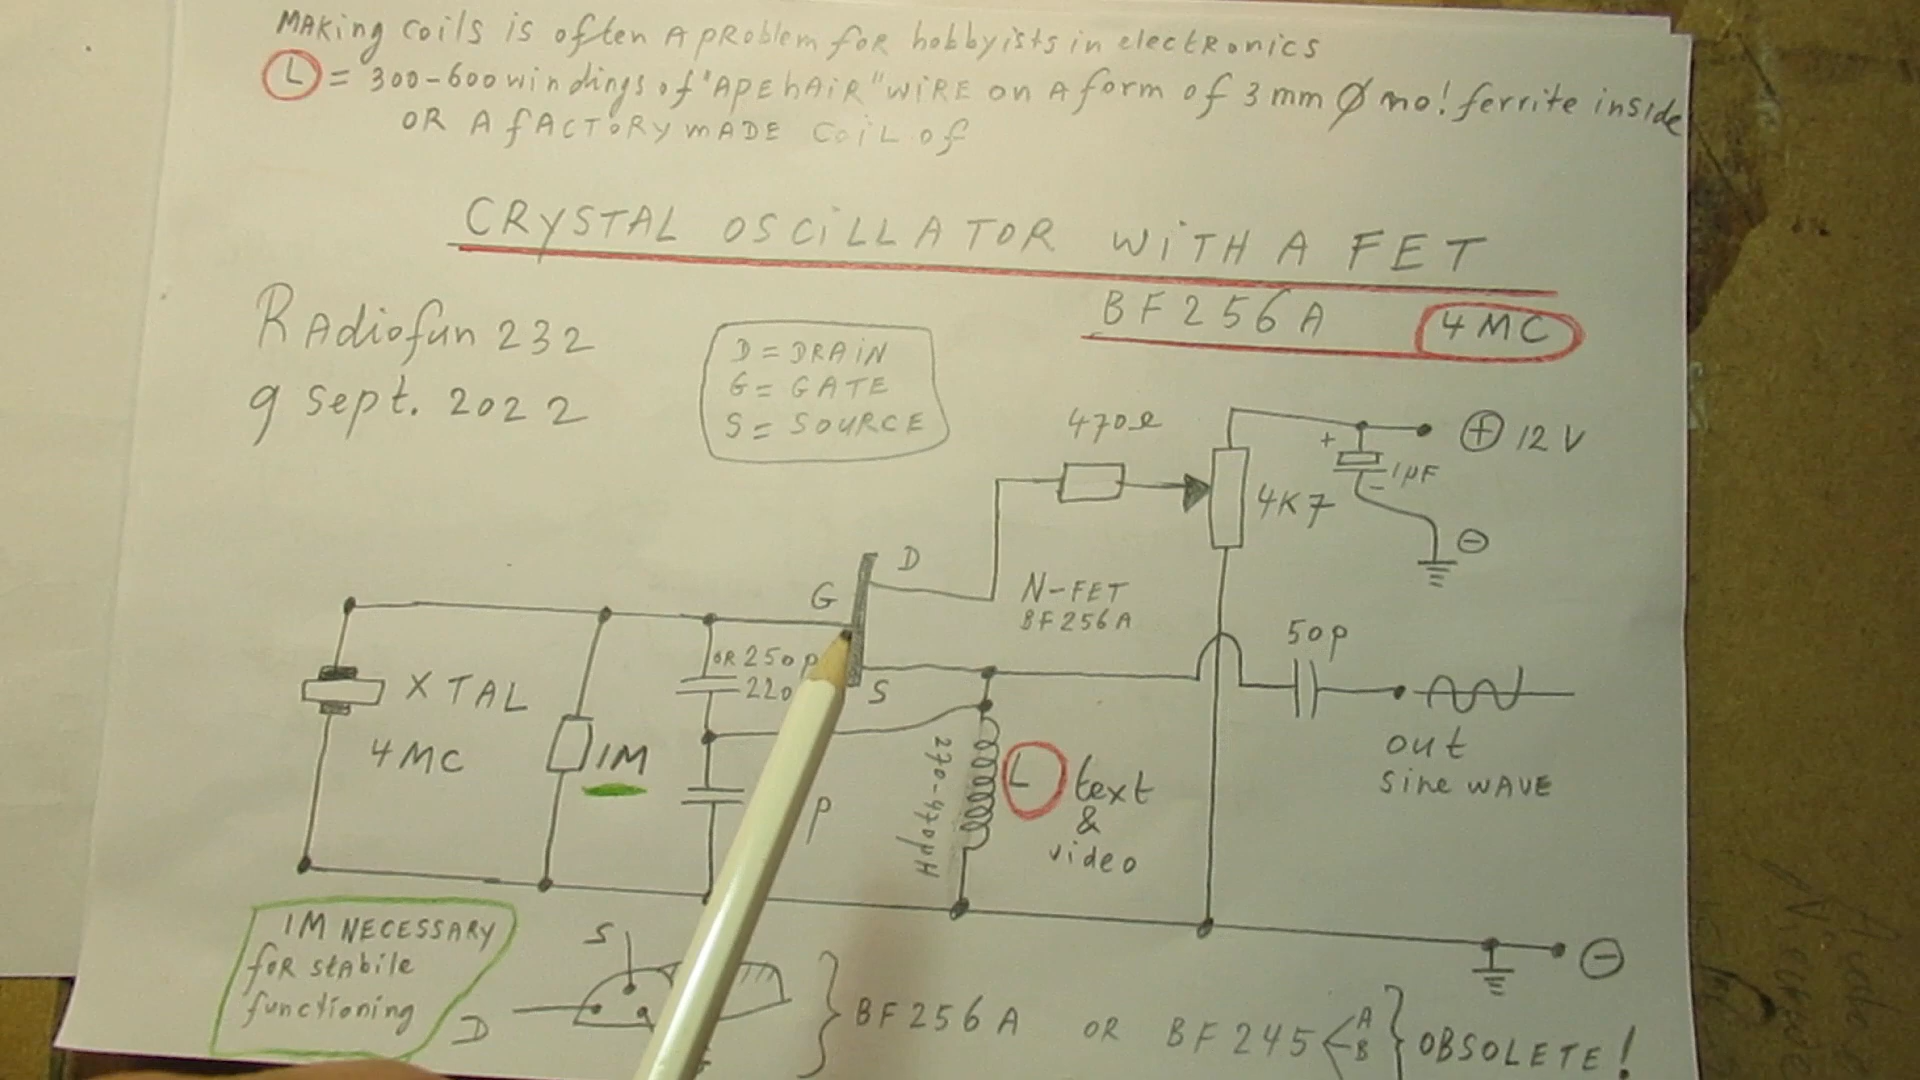 MAKing coils is often A pRoblem foR hobbyists in electRonics
L = 300-600 windings of "APEhAiR" WiRE on A form of 3 mm Ø no! ferrite inside
OR A fACTORY mADE COiL of
CRYSTAL OSCiLLATOR WiTH A FET
BF256A 4MC
RAdiofun 232
9 Sept. 2022
D = DRAiN
G = GATE
S = SOURCE
470Ω
+ 12 V
+
1µF
-
4K7
⊖
D
G
N-FET
BF256A
50p
OR 250p
220
S
XTAL
4MC
1M
p
270-470µH
L text
&
video
out
sine WAVE
1M NECESSARY
foR stAbile
functioning
⊖
S
D
BF256A OR BF245 < A B } OBSOLETE!